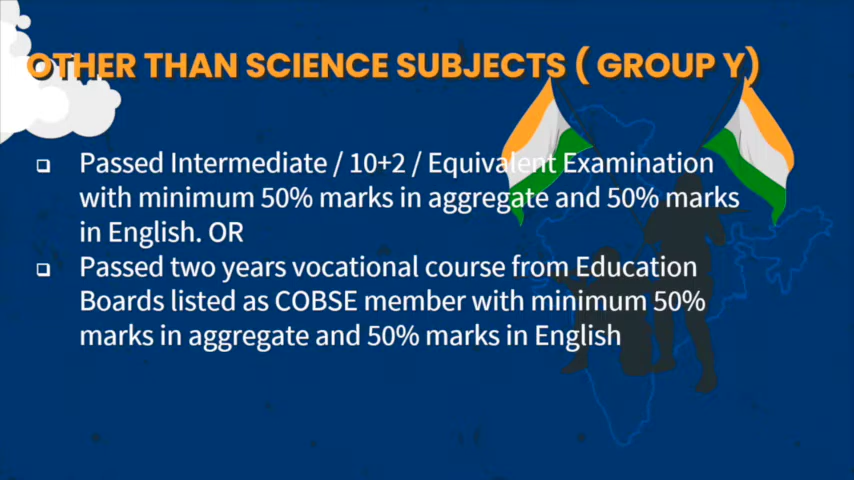 OTHER THAN SCIENCE SUBJECTS ( GROUP Y)
❑ Passed Intermediate / 10+2 / Equivalent Examination
with minimum 50% marks in aggregate and 50% marks
in English. OR
❑ Passed two years vocational course from Education
Boards listed as COBSE member with minimum 50%
marks in aggregate and 50% marks in English